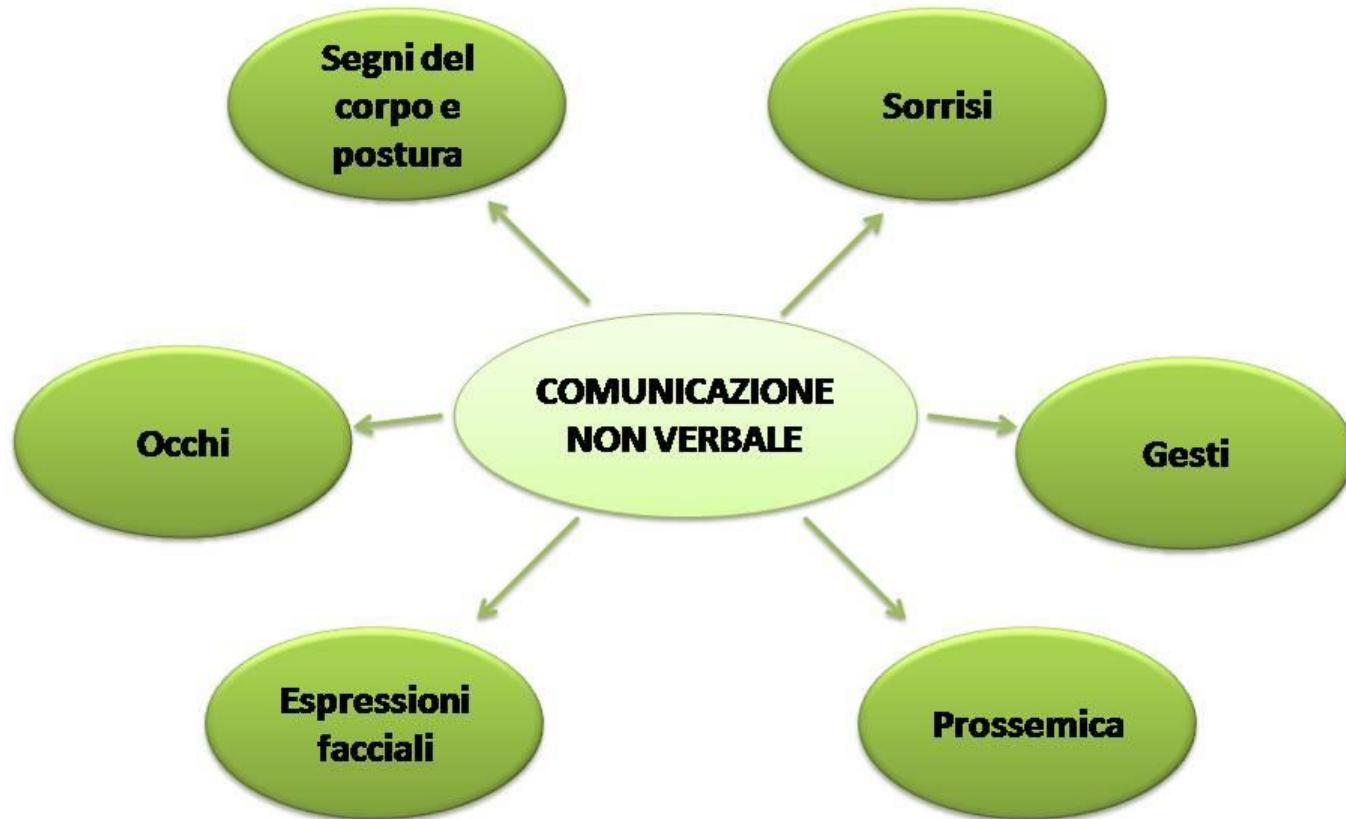 Segni del
corpo e
postura
Sorrisi
COMUNICAZIONE
NON VERBALE
Occhi
Gesti
Espressioni
facciali
Prossemica